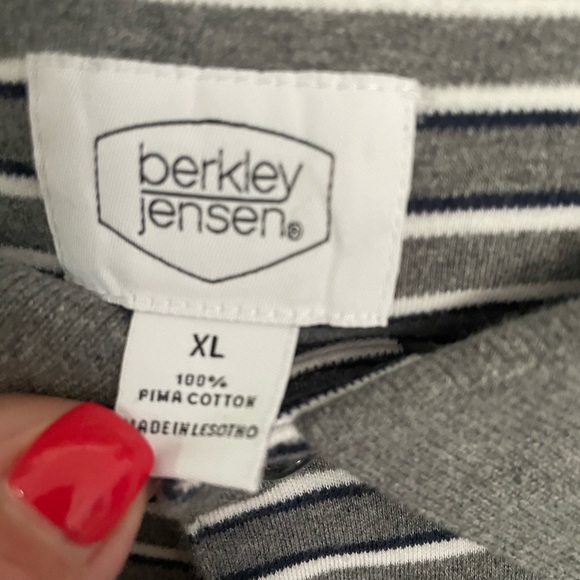 berkley
jensen®
XL
100%
PIMA COTTON
MADE IN LESOTHO